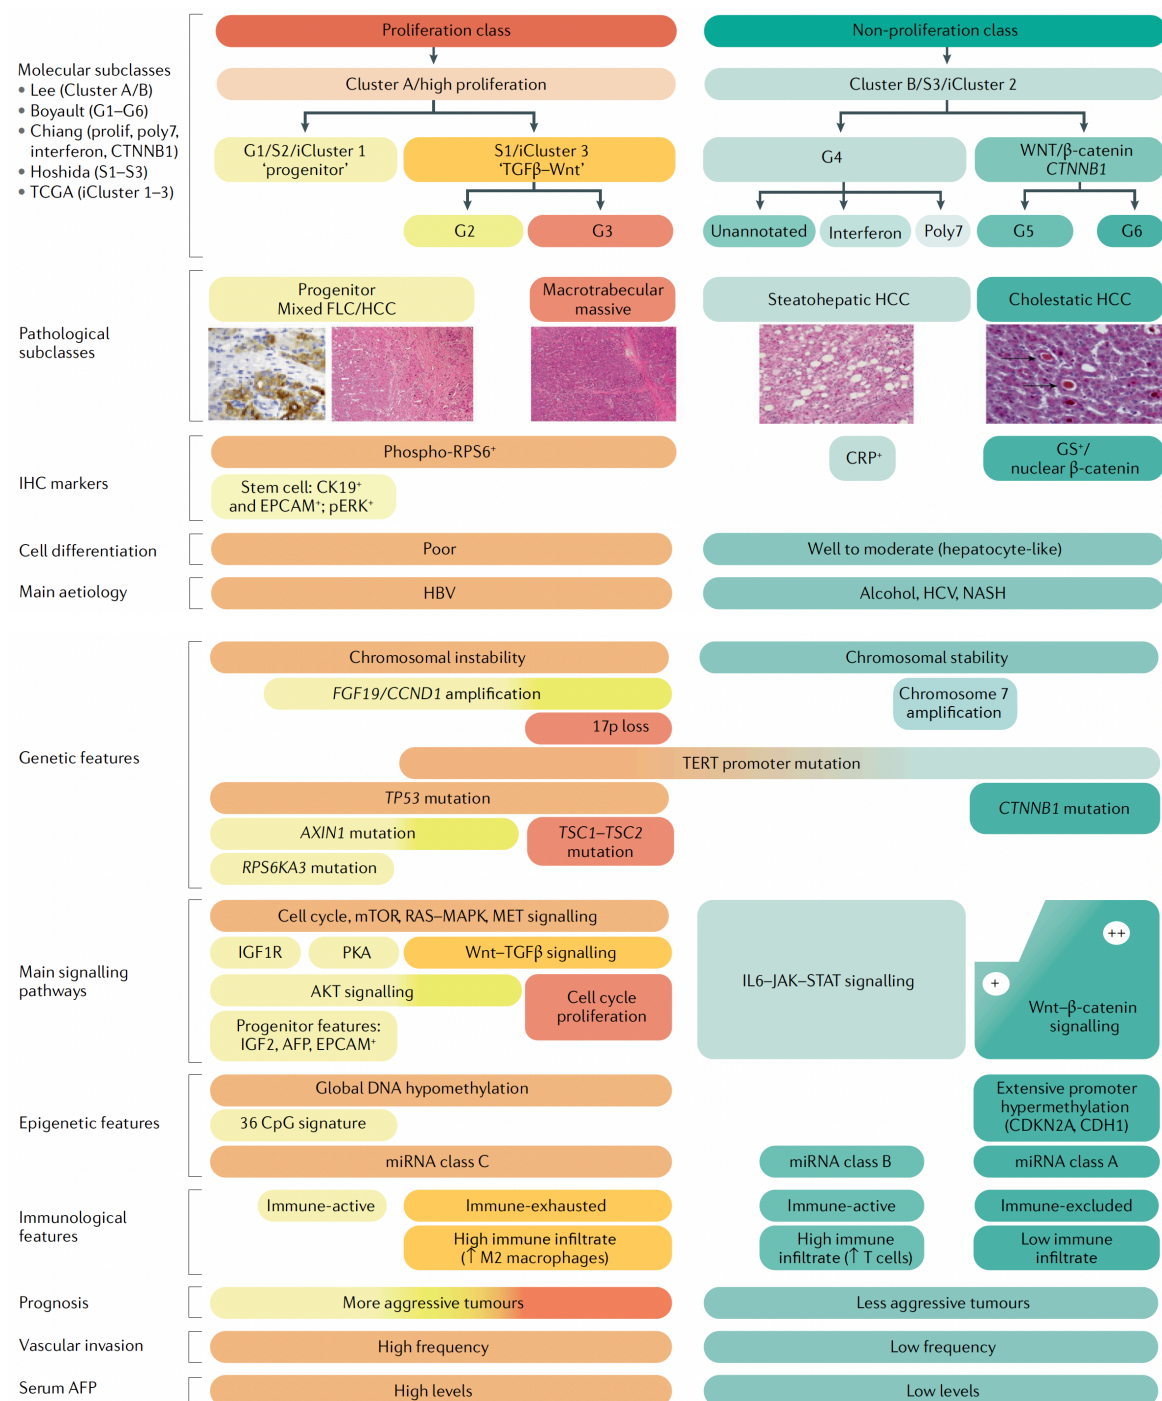 Proliferation class
Non-proliferation class
Molecular subclasses
• Lee (Cluster A/B)
• Boyault (G1–G6)
• Chiang (prolif, poly7,
interferon, CTNNB1)
• Hoshida (S1–S3)
• TCGA (iCluster 1–3)
Cluster A/high proliferation
Cluster B/S3/iCluster 2
G1/S2/iCluster 1
‘progenitor’
S1/iCluster 3
‘TGFβ–Wnt’
G4
WNT/β-catenin
CTNNB1
G2
G3
Unannotated
Interferon
Poly7
G5
G6
Pathological
subclasses
Progenitor
Mixed FLC/HCC
Macrotrabecular
massive
Steatohepatic HCC
Cholestatic HCC
IHC markers
Phospho-RPS6⁺
Stem cell: CK19⁺
and EPCAM⁺; pERK⁺
CRP⁺
GS⁺/
nuclear β-catenin
Cell differentiation
Poor
Well to moderate (hepatocyte-like)
Main aetiology
HBV
Alcohol, HCV, NASH
Genetic features
Chromosomal instability
Chromosomal stability
FGF19/CCND1 amplification
Chromosome 7
amplification
17p loss
TERT promoter mutation
TP53 mutation
CTNNB1 mutation
AXIN1 mutation
TSC1–TSC2
mutation
RPS6KA3 mutation
Main signalling
pathways
Cell cycle, mTOR, RAS–MAPK, MET signalling
IGF1R
PKA
Wnt–TGFβ signalling
AKT signalling
Cell cycle
proliferation
Progenitor features:
IGF2, AFP, EPCAM⁺
IL6–JAK–STAT signalling
++
+
Wnt–β-catenin
signalling
Epigenetic features
Global DNA hypomethylation
Extensive promoter
hypermethylation
(CDKN2A, CDH1)
36 CpG signature
miRNA class C
miRNA class B
miRNA class A
Immunological
features
Immune-active
Immune-exhausted
Immune-active
Immune-excluded
High immune infiltrate
(↑ M2 macrophages)
High immune
infiltrate (↑ T cells)
Low immune
infiltrate
Prognosis
More aggressive tumours
Less aggressive tumours
Vascular invasion
High frequency
Low frequency
Serum AFP
High levels
Low levels